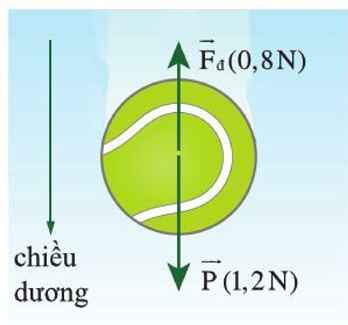 F⃗đ (0,8N)
chiều
dương
P⃗ (1,2N)